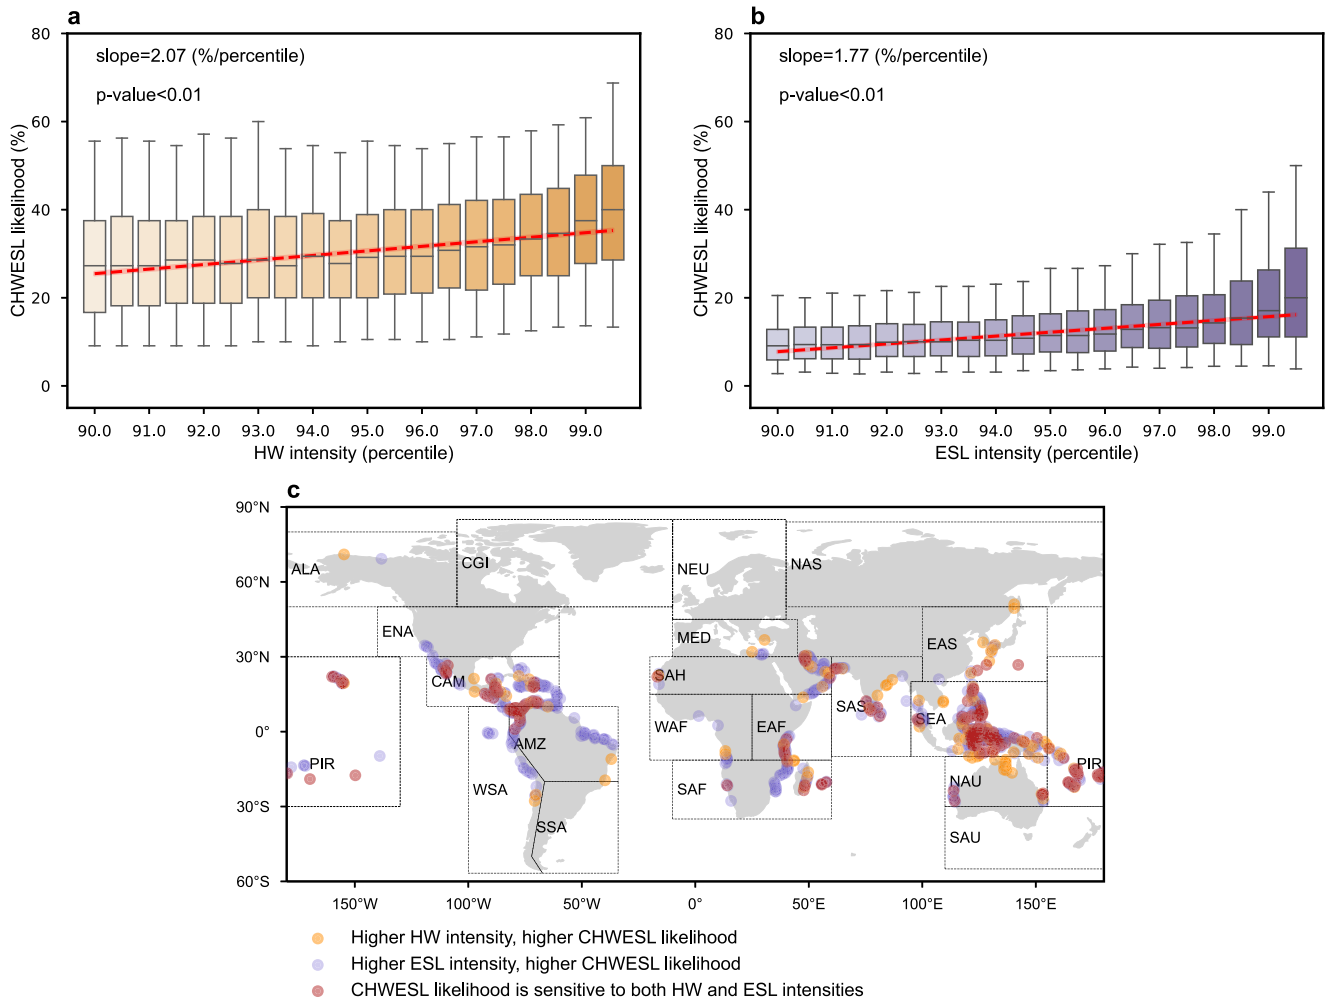 a
slope=2.07 (%/percentile)
p-value<0.01
CHWESL likelihood (%)
80
60
40
20
0
90.0 91.0 92.0 93.0 94.0 95.0 96.0 97.0 98.0 99.0
HW intensity (percentile)
b
slope=1.77 (%/percentile)
p-value<0.01
CHWESL likelihood (%)
80
60
40
20
0
90.0 91.0 92.0 93.0 94.0 95.0 96.0 97.0 98.0 99.0
ESL intensity (percentile)
c
90°N
60°N
30°N
0°
30°S
60°S
ALA
CGI
NEU
NAS
ENA
MED
EAS
CAM
SAH
SAS
SEA
WAF
EAF
AMZ
PIR
PIR
WSA
SAF
NAU
SSA
SAU
150°W 100°W 50°W 0° 50°E 100°E 150°E
Higher HW intensity, higher CHWESL likelihood
Higher ESL intensity, higher CHWESL likelihood
CHWESL likelihood is sensitive to both HW and ESL intensities